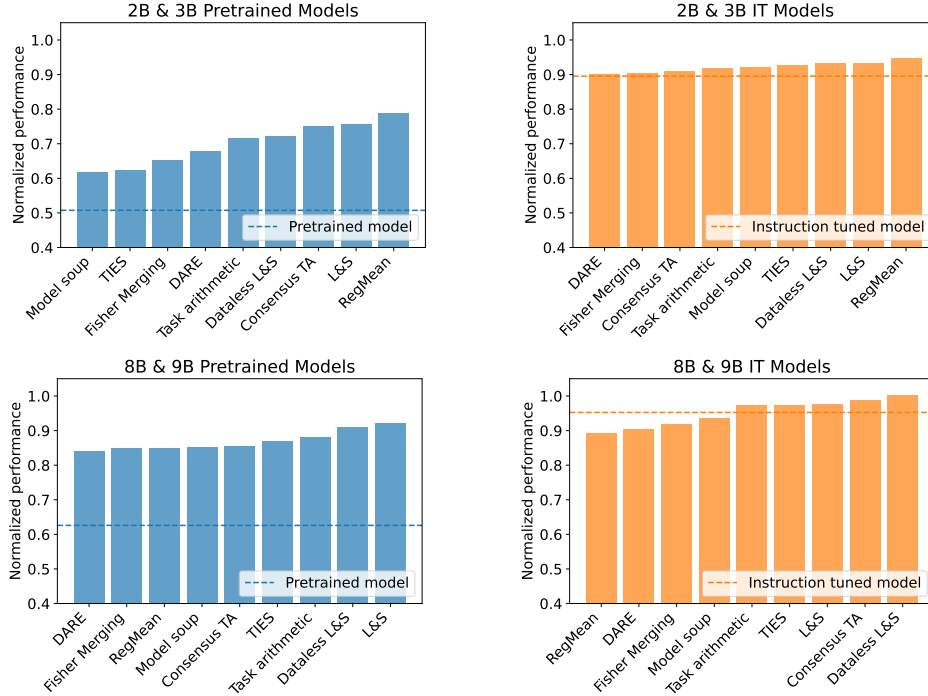 2B & 3B Pretrained Models
Normalized performance
1.0
0.9
0.8
0.7
0.6
0.5
0.4
Pretrained model
Model soup
TIES
Fisher Merging
DARE
Task arithmetic
Dataless L&S
Consensus TA
L&S
RegMean
2B & 3B IT Models
Normalized performance
1.0
0.9
0.8
0.7
0.6
0.5
0.4
Instruction tuned model
DARE
Fisher Merging
Consensus TA
Task arithmetic
Model soup
TIES
Dataless L&S
L&S
RegMean
8B & 9B Pretrained Models
Normalized performance
1.0
0.9
0.8
0.7
0.6
0.5
0.4
Pretrained model
DARE
Fisher Merging
RegMean
Model soup
Consensus TA
TIES
Task arithmetic
Dataless L&S
L&S
8B & 9B IT Models
Normalized performance
1.0
0.9
0.8
0.7
0.6
0.5
0.4
Instruction tuned model
RegMean
DARE
Fisher Merging
Model soup
Task arithmetic
TIES
L&S
Consensus TA
Dataless L&S